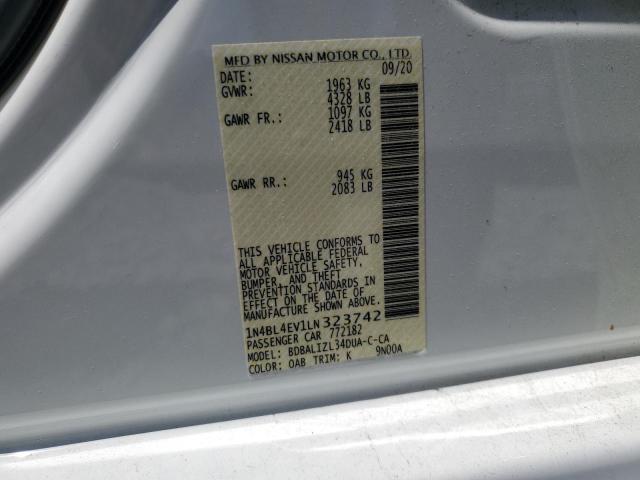 MFD BY NISSAN MOTOR CO., LTD.
DATE: 09/20
GVWR: 1963 KG
4328 LB
GAWR FR.: 1097 KG
2418 LB
GAWR RR.: 945 KG
2083 LB
THIS VEHICLE CONFORMS TO
ALL APPLICABLE FEDERAL
MOTOR VEHICLE SAFETY,
BUMPER, AND THEFT
PREVENTION STANDARDS IN
EFFECT ON THE DATE OF
MANUFACTURE SHOWN ABOVE.
1N4BL4EV1LN323742
PASSENGER CAR 772182
MODEL: BDBALIZL34DUA-C-CA
COLOR: QAB TRIM: K 9N00A